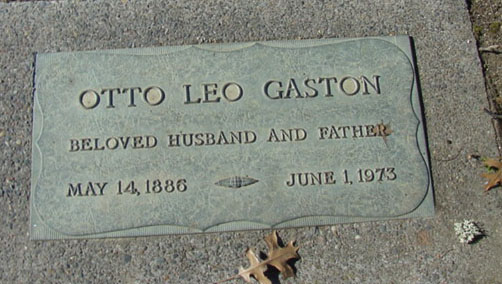 OTTO LEO GASTON
BELOVED HUSBAND AND FATHER
MAY 14, 1886 JUNE 1, 1973